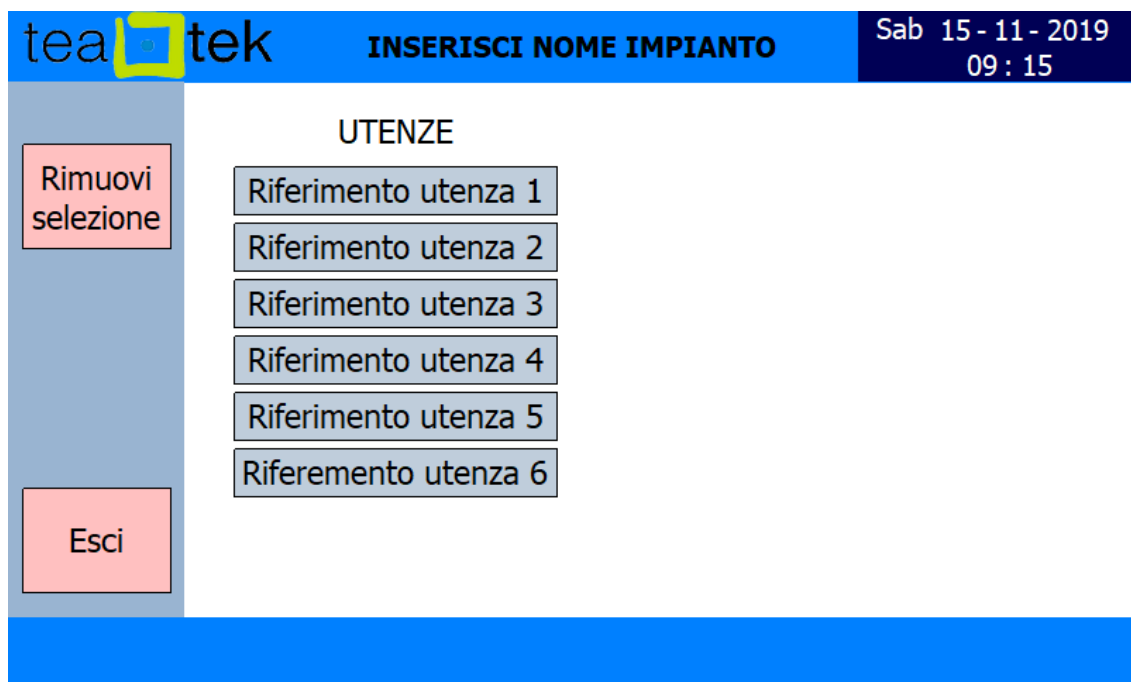 tea tek
INSERISCI NOME IMPIANTO
Sab 15 - 11 - 2019
09 : 15
Rimuovi
selezione
Esci
UTENZE
Riferimento utenza 1
Riferimento utenza 2
Riferimento utenza 3
Riferimento utenza 4
Riferimento utenza 5
Riferemento utenza 6